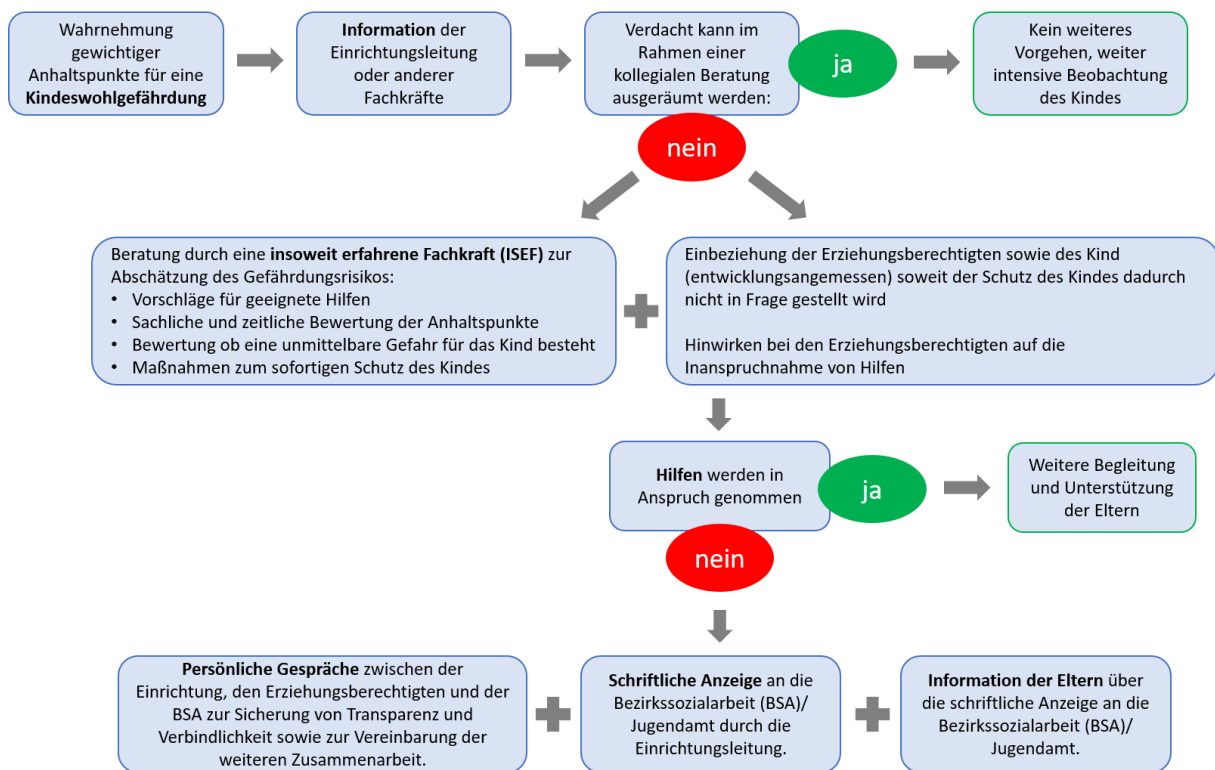 Wahrnehmung
gewichtiger
Anhaltspunkte für eine
Kindeswohlgefährdung
Information der
Einrichtungsleitung
oder anderer
Fachkräfte
Verdacht kann im
Rahmen einer
kollegialen Beratung
ausgeräumt werden:
ja
Kein weiteres
Vorgehen, weiter
intensive Beobachtung
des Kindes
nein
Beratung durch eine insoweit erfahrene Fachkraft (ISEF) zur
Abschätzung des Gefährdungsrisikos:
• Vorschläge für geeignete Hilfen
• Sachliche und zeitliche Bewertung der Anhaltspunkte
• Bewertung ob eine unmittelbare Gefahr für das Kind besteht
• Maßnahmen zum sofortigen Schutz des Kindes
Einbeziehung der Erziehungsberechtigten sowie des Kind
(entwicklungsangemessen) soweit der Schutz des Kindes dadurch
nicht in Frage gestellt wird
Hinwirken bei den Erziehungsberechtigten auf die
Inanspruchnahme von Hilfen
Hilfen werden in
Anspruch genommen
ja
Weitere Begleitung
und Unterstützung
der Eltern
nein
Persönliche Gespräche zwischen der
Einrichtung, den Erziehungsberechtigten und der
BSA zur Sicherung von Transparenz und
Verbindlichkeit sowie zur Vereinbarung der
weiteren Zusammenarbeit.
Schriftliche Anzeige an die
Bezirkssozialarbeit (BSA)/
Jugendamt durch die
Einrichtungsleitung.
Information der Eltern über
die schriftliche Anzeige an die
Bezirkssozialarbeit (BSA)/
Jugendamt.